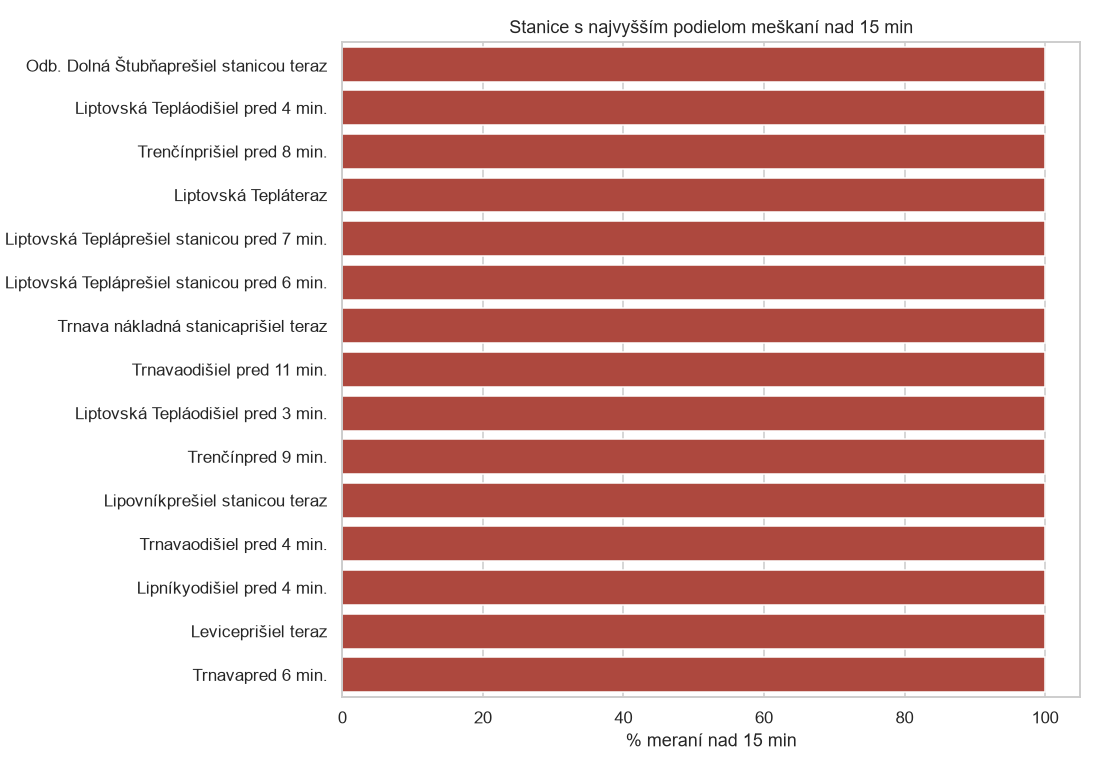 Stanice s najvyšším podielom meškaní nad 15 min
Odb. Dolná Štubňaprešiel stanicou teraz
Liptovská Tepláodišiel pred 4 min.
Trenčínprišiel pred 8 min.
Liptovská Tepláteraz
Liptovská Tepláprešiel stanicou pred 7 min.
Liptovská Tepláprešiel stanicou pred 6 min.
Trnava nákladná stanicaprišiel teraz
Trnavaodišiel pred 11 min.
Liptovská Tepláodišiel pred 3 min.
Trenčínpred 9 min.
Lipovníkprešiel stanicou teraz
Trnavaodišiel pred 4 min.
Lipníkyodišiel pred 4 min.
Leviceprišiel teraz
Trnavapred 6 min.
0 20 40 60 80 100
% meraní nad 15 min